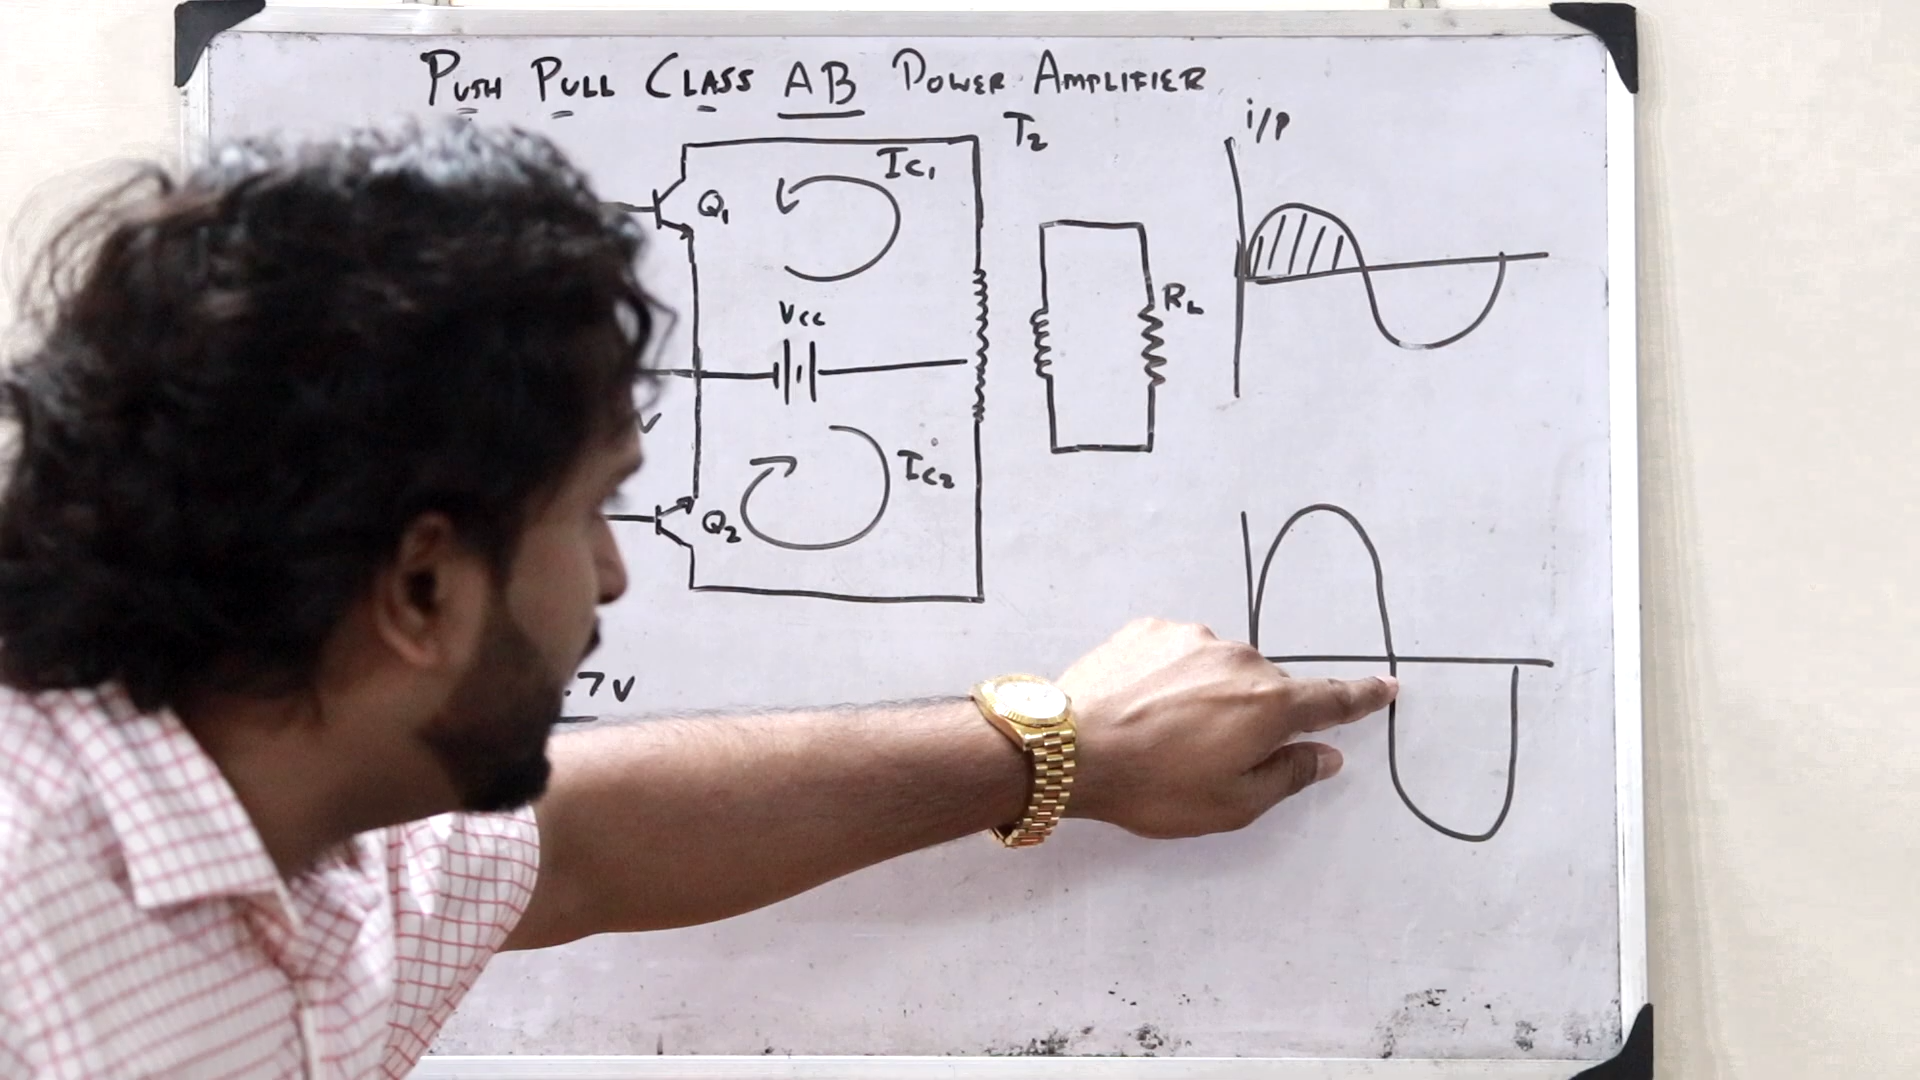 PUSH PULL CLASS AB POWER AMPLIFIER
T2
i/p
IC1
Q1
VCC
RL
V
IC2
Q2
.7V